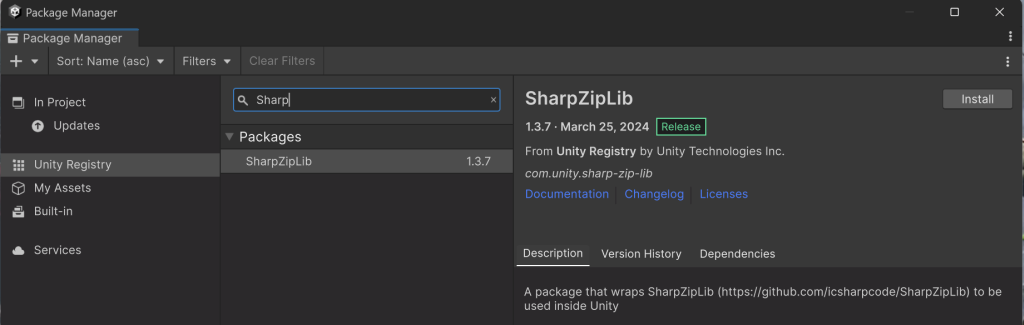 Package Manager
Package Manager
Sort: Name (asc)
Filters
Clear Filters
In Project
Updates
Unity Registry
My Assets
Built-in
Services
Sharp
Packages
SharpZipLib 1.3.7
SharpZipLib
Install
1.3.7 · March 25, 2024 Release
From Unity Registry by Unity Technologies Inc.
com.unity.sharp-zip-lib
Documentation Changelog Licenses
Description Version History Dependencies
A package that wraps SharpZipLib (https://github.com/icsharpcode/SharpZipLib) to be
used inside Unity